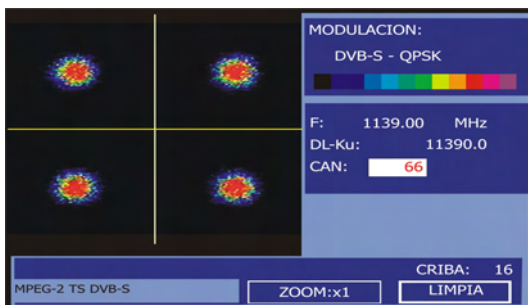 MODULACION:
DVB-S - QPSK
F: 1139.00 MHz
DL-Ku: 11390.0
CAN: 66
CRIBA: 16
MPEG-2 TS DVB-S
ZOOM:x1
LIMPIA